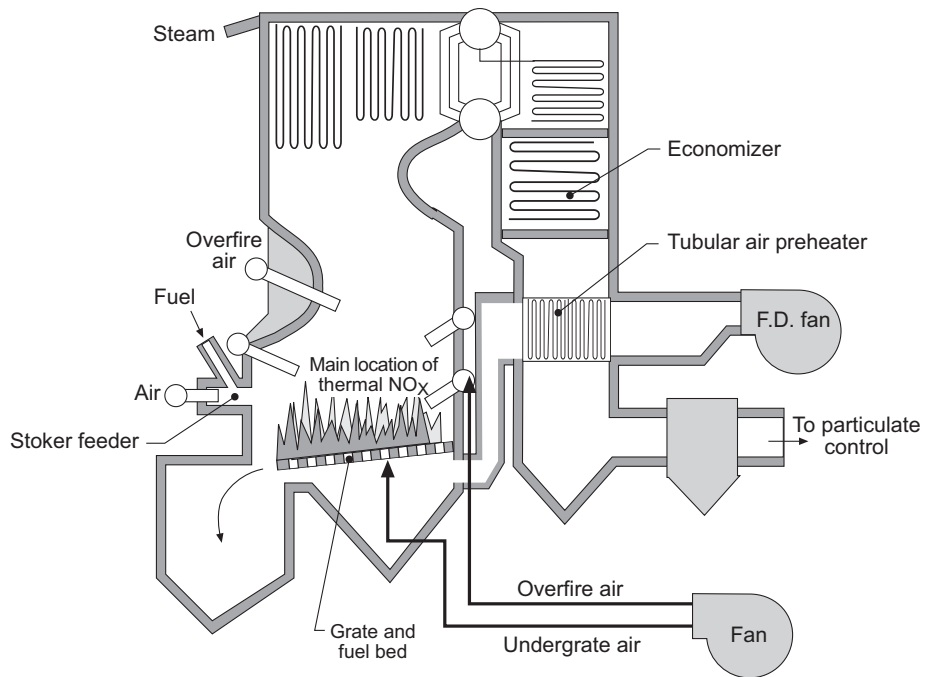 Steam
Economizer
Overfire
air
Tubular air preheater
Fuel
F.D. fan
Main location of
thermal NOX
Air
Stoker feeder
To particulate
control
Overfire air
Grate and
fuel bed
Undergrate air
Fan